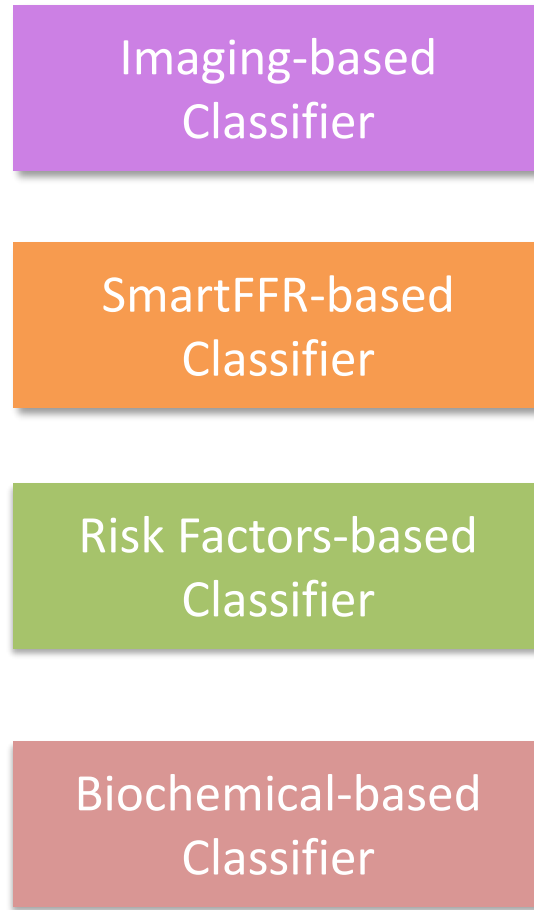 Imaging-based
Classifier
SmartFFR-based
Classifier
Risk Factors-based
Classifier
Biochemical-based
Classifier